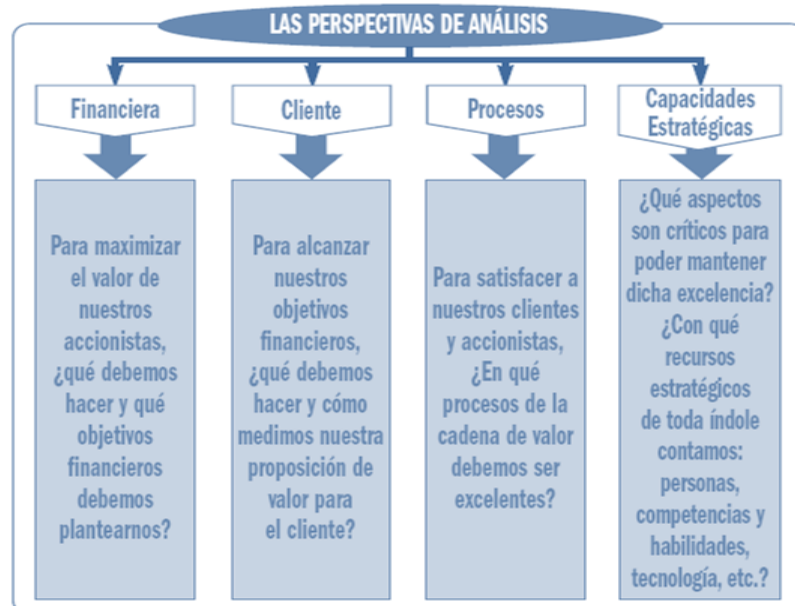 LAS PERSPECTIVAS DE ANÁLISIS
Financiera
Para maximizar
el valor de
nuestros
accionistas,
¿qué debemos
hacer y qué
objetivos
financieros
debemos
plantearnos?
Cliente
Para alcanzar
nuestros
objetivos
financieros,
¿qué debemos
hacer y cómo
medimos nuestra
proposición de
valor para
el cliente?
Procesos
Para satisfacer a
nuestros clientes
y accionistas,
¿En qué
procesos de la
cadena de valor
debemos ser
excelentes?
Capacidades
Estratégicas
¿Qué aspectos
son críticos para
poder mantener
dicha excelencia?
¿Con qué
recursos
estratégicos
de toda índole
contamos:
personas,
competencias y
habilidades,
tecnología, etc.?